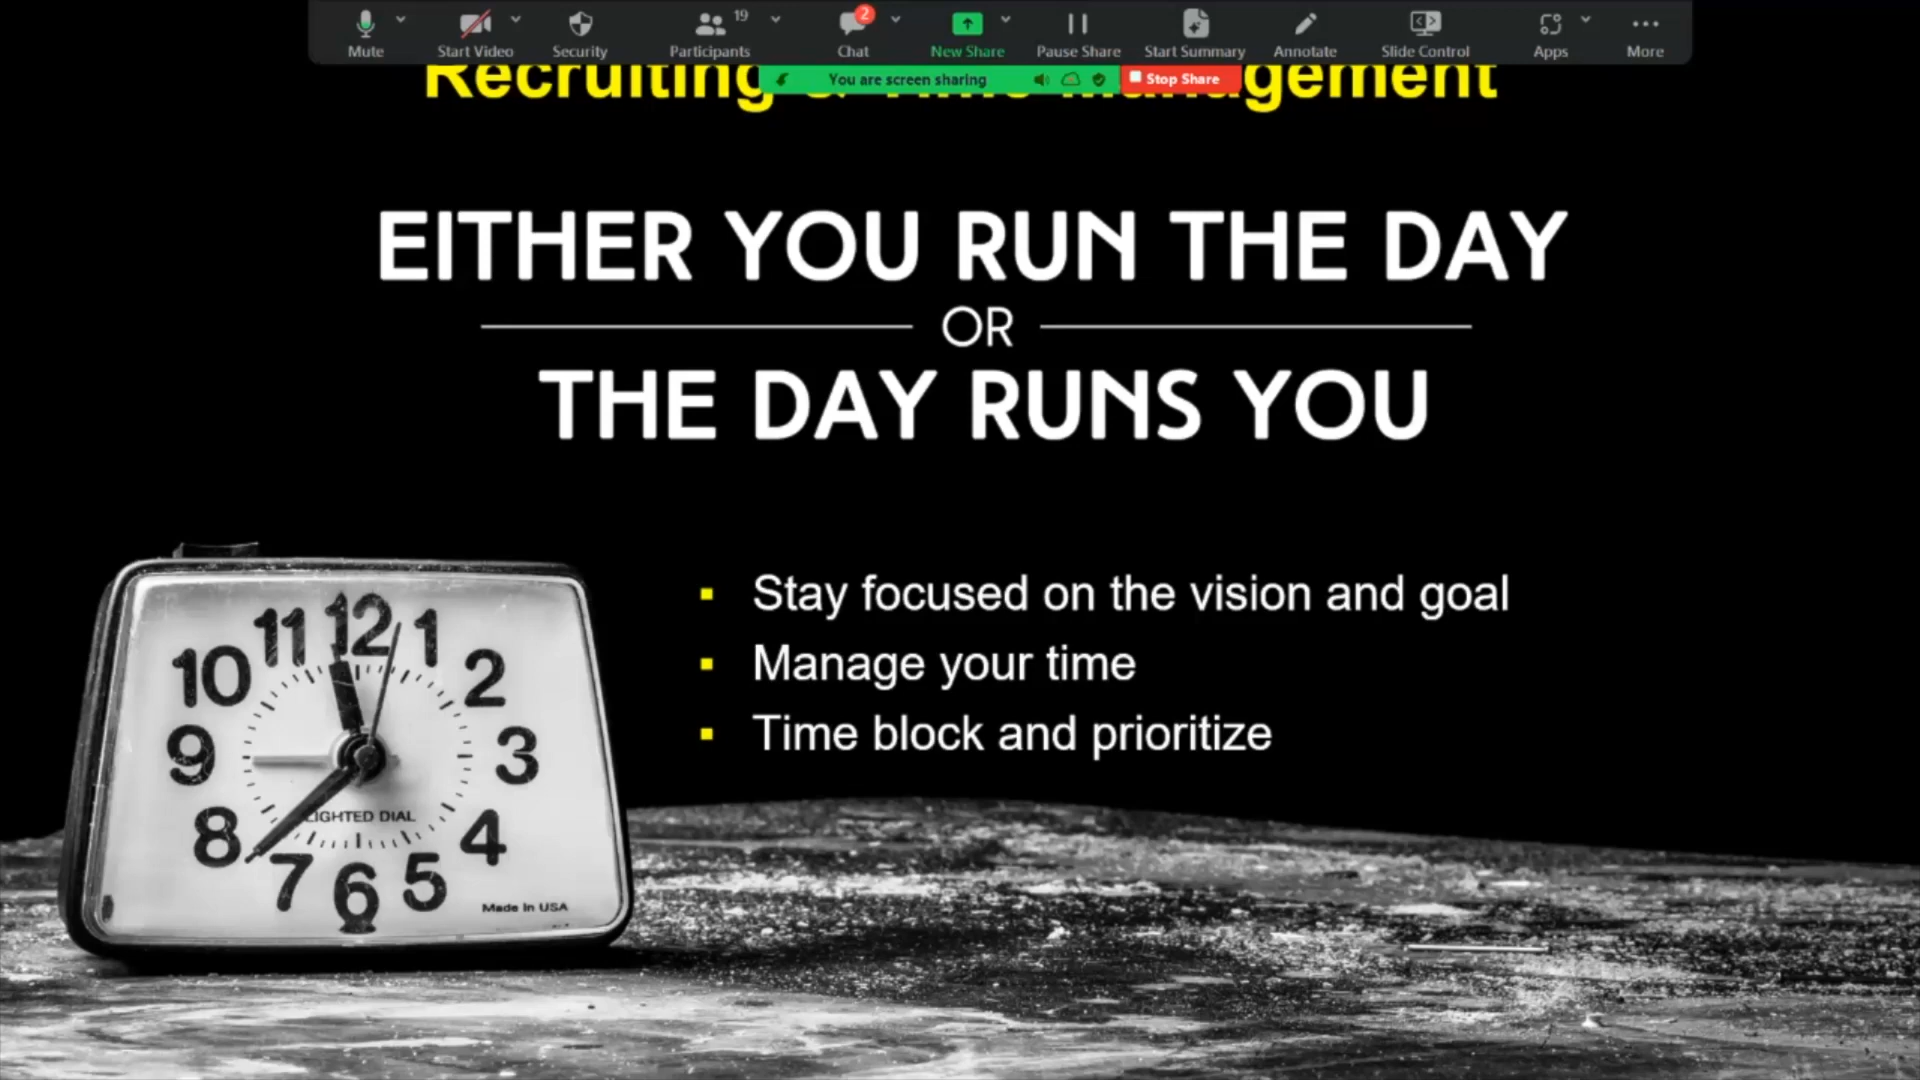 Mute
Start Video
Security
Participants
19
Chat
2
New Share
Pause Share
Start Summary
Annotate
Slide Control
Apps
More
You are screen sharing
Stop Share
Recruiting & Time Management
EITHER YOU RUN THE DAY
OR
THE DAY RUNS YOU
Stay focused on the vision and goal
Manage your time
Time block and prioritize
12
11
1
10
2
9
3
LIGHTED DIAL
8
4
7
6
5
Made in USA